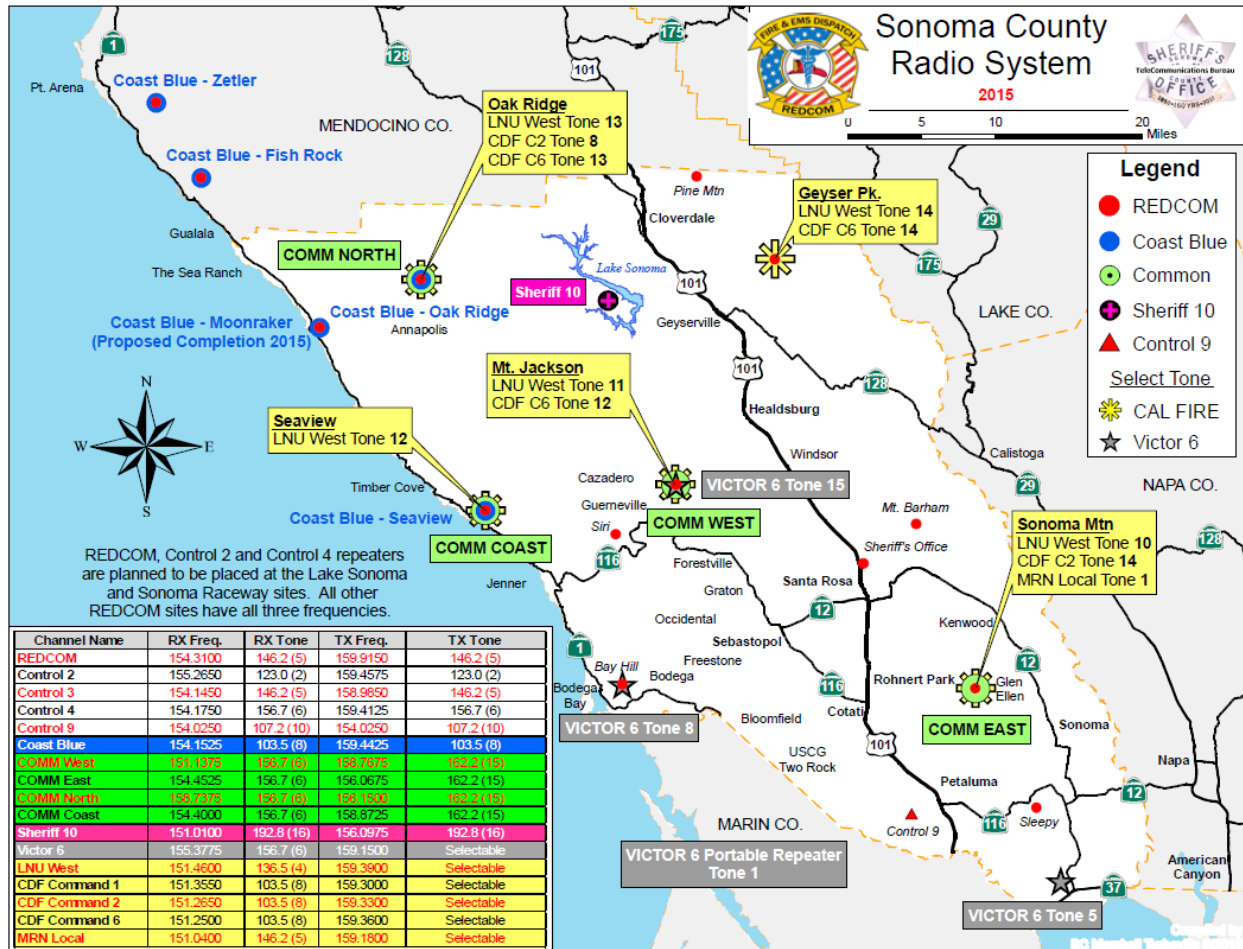 Sonoma County
Radio System
2015
0 5 10 20
Miles
FIRE & EMS DISPATCH
REDCOM
SHERIFF'S
SONOMA
TeleCommunications Bureau
COUNTY
OFFICE
Legend
REDCOM
Coast Blue
Common
Sheriff 10
Control 9
Select Tone
CAL FIRE
Victor 6
1
128
101
175
175
29
Pt. Arena
Coast Blue - Zetler
MENDOCINO CO.
Coast Blue - Fish Rock
Oak Ridge
LNU West Tone 13
CDF C2 Tone 8
CDF C6 Tone 13
Pine Mtn
Cloverdale
Geyser Pk.
LNU West Tone 14
CDF C6 Tone 14
Gualala
The Sea Ranch
COMM NORTH
Lake Sonoma
Sheriff 10
101
LAKE CO.
Coast Blue - Oak Ridge
Annapolis
Coast Blue - Moonraker
(Proposed Completion 2015)
Geyserville
Mt. Jackson
LNU West Tone 11
CDF C6 Tone 12
101
128
Healdsburg
N
W E
S
Seaview
LNU West Tone 12
Windsor
Calistoga
29
NAPA CO.
Timber Cove
Cazadero
Guerneville
VICTOR 6 Tone 15
Coast Blue - Seaview
COMM COAST
Siri
COMM WEST
Mt. Barham
Sheriff's Office
Sonoma Mtn
LNU West Tone 10
CDF C2 Tone 14
MRN Local Tone 1
128
REDCOM, Control 2 and Control 4 repeaters
are planned to be placed at the Lake Sonoma
and Sonoma Raceway sites. All other
REDCOM sites have all three frequencies.
Jenner
116
Forestville
Graton
Santa Rosa
12
Occidental
Sebastopol
Kenwood
1
Bay Hill
Freestone
Bodega
Bodega
Bay
12
116
Rohnert Park
Glen
Ellen
Cotati
VICTOR 6 Tone 8
Bloomfield
101
COMM EAST
Sonoma
USCG
Two Rock
Petaluma
Napa
12
MARIN CO.
Control 9
116
Sleepy
VICTOR 6 Portable Repeater
Tone 1
American
Canyon
37
VICTOR 6 Tone 5
Channel Name RX Freq. RX Tone TX Freq. TX Tone
REDCOM 154.3100 146.2 (5) 159.9150 146.2 (5)
Control 2 155.2650 123.0 (2) 159.4575 123.0 (2)
Control 3 154.1450 146.2 (5) 158.9850 146.2 (5)
Control 4 154.1750 156.7 (6) 159.4125 156.7 (6)
Control 9 154.0250 107.2 (10) 154.0250 107.2 (10)
Coast Blue 154.1525 103.5 (8) 159.4425 103.5 (8)
COMM West 151.1375 156.7 (6) 158.7675 162.2 (15)
COMM East 154.4525 156.7 (6) 156.0675 162.2 (15)
COMM North 158.7375 156.7 (6) 156.1500 162.2 (15)
COMM Coast 154.4000 156.7 (6) 158.8725 162.2 (15)
Sheriff 10 151.0100 192.8 (16) 156.0975 192.8 (16)
Victor 6 155.3775 156.7 (6) 159.1500 Selectable
LNU West 151.4600 136.5 (4) 159.3900 Selectable
CDF Command 1 151.3550 103.5 (8) 159.3000 Selectable
CDF Command 2 151.2650 103.5 (8) 159.3300 Selectable
CDF Command 6 151.2500 103.5 (8) 159.3600 Selectable
MRN Local 151.0400 146.2 (5) 159.1800 Selectable